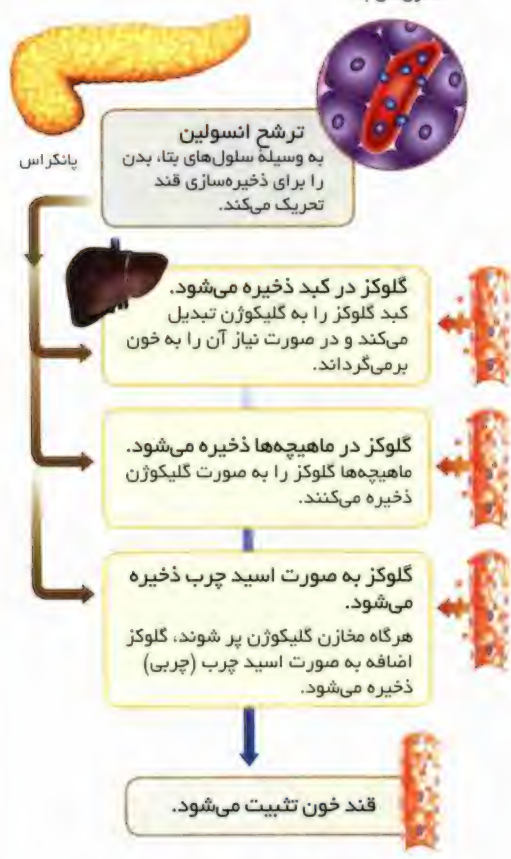 ترشح انسولین
به وسیلهٔ سلول‌های بتا، بدن
را برای ذخیره‌سازی قند
تحریک می‌کند.
پانکراس
گلوکز در کبد ذخیره می‌شود.
کبد گلوکز را به گلیکوژن تبدیل
می‌کند و در صورت نیاز آن را به خون
برمی‌گرداند.
گلوکز در ماهیچه‌ها ذخیره می‌شود.
ماهیچه‌ها گلوکز را به صورت گلیکوژن
ذخیره می‌کنند.
گلوکز به صورت اسید چرب ذخیره
می‌شود.
هرگاه مخازن گلیکوژن پر شوند، گلوکز
اضافه به صورت اسید چرب (چربی)
ذخیره می‌شود.
قند خون تثبیت می‌شود.